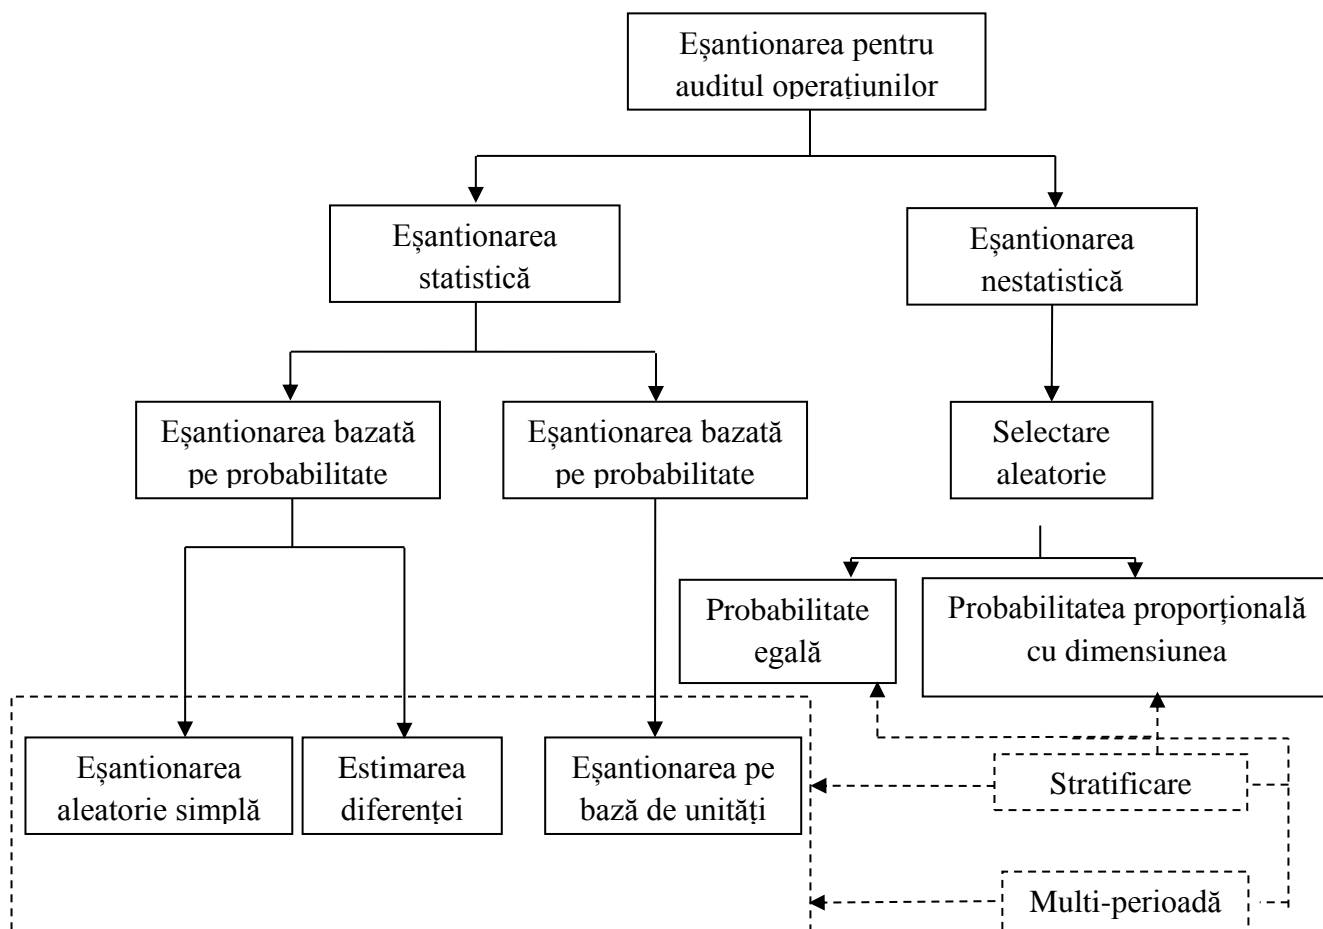 Eșantionarea pentru
auditul operațiunilor
Eșantionarea
statistică
Eșantionarea
nestatistică
Eșantionarea bazată
pe probabilitate
Eșantionarea bazată
pe probabilitate
Selectare
aleatorie
Probabilitate
egală
Probabilitatea proporțională
cu dimensiunea
Eșantionarea
aleatorie simplă
Estimarea
diferenței
Eșantionarea pe
bază de unități
Stratificare
Multi-perioadă